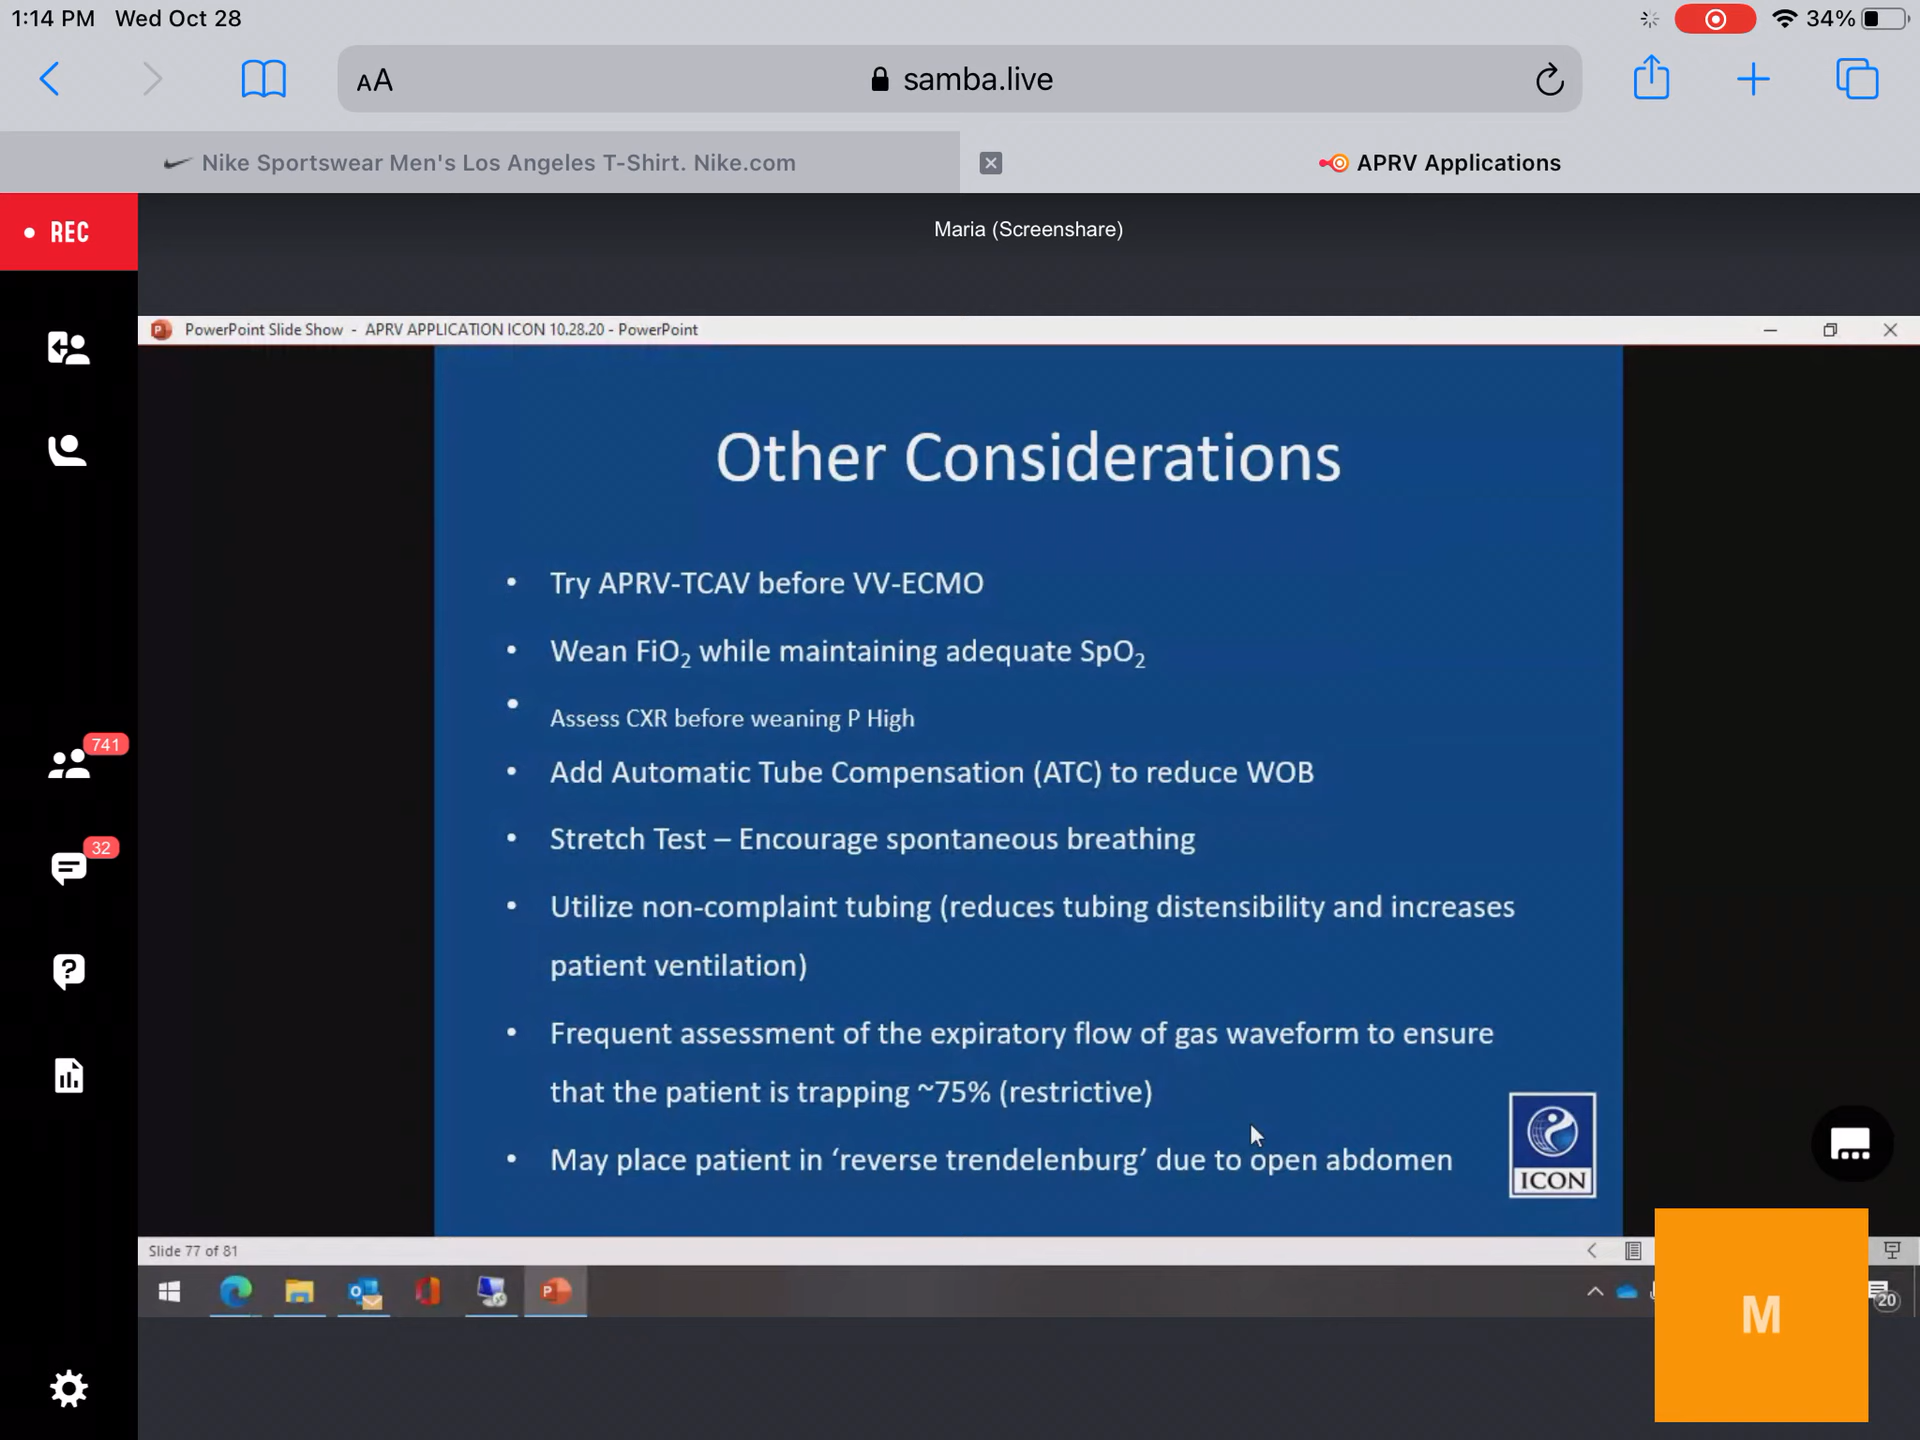 1:14 PM Wed Oct 28
34%
AA
samba.live
Nike Sportswear Men's Los Angeles T-Shirt. Nike.com
APRV Applications
REC
Maria (Screenshare)
P PowerPoint Slide Show - APRV APPLICATION ICON 10.28.20 - PowerPoint
Other Considerations
• Try APRV-TCAV before VV-ECMO
• Wean FiO₂ while maintaining adequate SpO₂
• Assess CXR before weaning P High
• Add Automatic Tube Compensation (ATC) to reduce WOB
• Stretch Test – Encourage spontaneous breathing
• Utilize non-complaint tubing (reduces tubing distensibility and increases
patient ventilation)
• Frequent assessment of the expiratory flow of gas waveform to ensure
that the patient is trapping ~75% (restrictive)
• May place patient in ‘reverse trendelenburg’ due to open abdomen
ICON
741
32
?
Slide 77 of 81
P
20
M